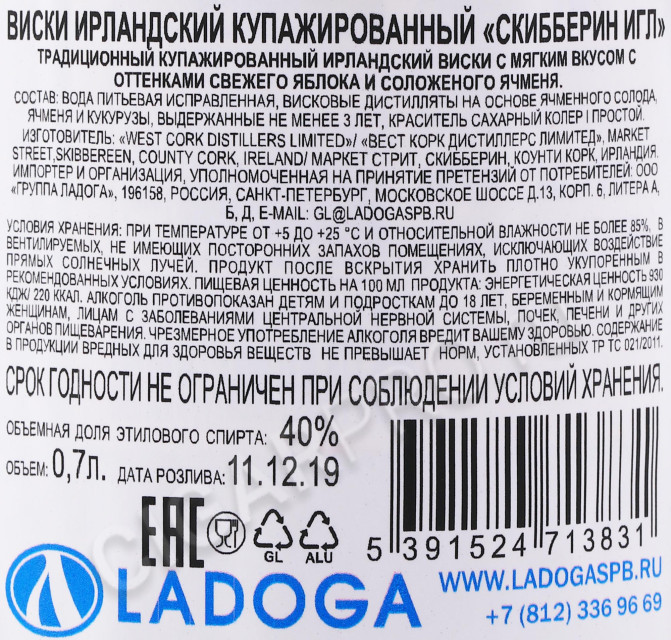 ВИСКИ ИРЛАНДСКИЙ КУПАЖИРОВАННЫЙ «СКИББЕРИН ИГЛ»
ТРАДИЦИОННЫЙ КУПАЖИРОВАННЫЙ ИРЛАНДСКИЙ ВИСКИ С МЯГКИМ ВКУСОМ С
ОТТЕНКАМИ СВЕЖЕГО ЯБЛОКА И СОЛОЖЕНОГО ЯЧМЕНЯ.
СОСТАВ: ВОДА ПИТЬЕВАЯ ИСПРАВЛЕННАЯ, ВИСКОВЫЕ ДИСТИЛЛЯТЫ НА ОСНОВЕ ЯЧМЕННОГО СОЛОДА,
ЯЧМЕНЯ И КУКУРУЗЫ, ВЫДЕРЖАННЫЕ НЕ МЕНЕЕ 3 ЛЕТ, КРАСИТЕЛЬ САХАРНЫЙ КОЛЕР I ПРОСТОЙ.
ИЗГОТОВИТЕЛЬ: «WEST CORK DISTILLERS LIMITED»/ «ВЕСТ КОРК ДИСТИЛЛЕРС ЛИМИТЕД», MARKET
STREET,SKIBBEREEN, COUNTY CORK, IRELAND/ МАРКЕТ СТРИТ, СКИББЕРИН, КОУНТИ КОРК, ИРЛАНДИЯ.
ИМПОРТЕР И ОРГАНИЗАЦИЯ, УПОЛНОМОЧЕННАЯ НА ПРИНЯТИЕ ПРЕТЕНЗИЙ ОТ ПОТРЕБИТЕЛЕЙ: ООО
«ГРУППА ЛАДОГА», 196158, РОССИЯ, САНКТ-ПЕТЕРБУРГ, МОСКОВСКОЕ ШОССЕ Д.13, КОРП. 6, ЛИТЕРА А,
Б, Д, E-MAIL: GL@LADOGASPB.RU
УСЛОВИЯ ХРАНЕНИЯ: ПРИ ТЕМПЕРАТУРЕ ОТ +5 ДО +25 °С И ОТНОСИТЕЛЬНОЙ ВЛАЖНОСТИ НЕ БОЛЕЕ 85%, В
ВЕНТИЛИРУЕМЫХ, НЕ ИМЕЮЩИХ ПОСТОРОННИХ ЗАПАХОВ ПОМЕЩЕНИЯХ, ИСКЛЮЧАЮЩИХ ВОЗДЕЙСТВИЕ
ПРЯМЫХ СОЛНЕЧНЫХ ЛУЧЕЙ. ПРОДУКТ ПОСЛЕ ВСКРЫТИЯ ХРАНИТЬ ПЛОТНО УКУПОРЕННЫМ В
РЕКОМЕНДОВАННЫХ УСЛОВИЯХ. ПИЩЕВАЯ ЦЕННОСТЬ НА 100 МЛ ПРОДУКТА: ЭНЕРГЕТИЧЕСКАЯ ЦЕННОСТЬ 930
КДЖ/ 220 ККАЛ. АЛКОГОЛЬ ПРОТИВОПОКАЗАН ДЕТЯМ И ПОДРОСТКАМ ДО 18 ЛЕТ, БЕРЕМЕННЫМ И КОРМЯЩИМ
ЖЕНЩИНАМ, ЛИЦАМ С ЗАБОЛЕВАНИЯМИ ЦЕНТРАЛЬНОЙ НЕРВНОЙ СИСТЕМЫ, ПОЧЕК, ПЕЧЕНИ И ДРУГИХ
ОРГАНОВ ПИЩЕВАРЕНИЯ. ЧРЕЗМЕРНОЕ УПОТРЕБЛЕНИЕ АЛКОГОЛЯ ВРЕДИТ ВАШЕМУ ЗДОРОВЬЮ. СОДЕРЖАНИЕ
В ПРОДУКЦИИ ВРЕДНЫХ ДЛЯ ЗДОРОВЬЯ ВЕЩЕСТВ НЕ ПРЕВЫШАЕТ НОРМ, УСТАНОВЛЕННЫХ ТР ТС 021/2011.
СРОК ГОДНОСТИ НЕ ОГРАНИЧЕН ПРИ СОБЛЮДЕНИИ УСЛОВИЙ ХРАНЕНИЯ
ОБЪЕМНАЯ ДОЛЯ ЭТИЛОВОГО СПИРТА: 40%
ОБЪЕМ: 0,7л. ДАТА РОЗЛИВА: 11.12.19
EAC GL ALU
5 391524 713831
LADOGA
WWW.LADOGASPB.RU
+7 (812) 336 96 69